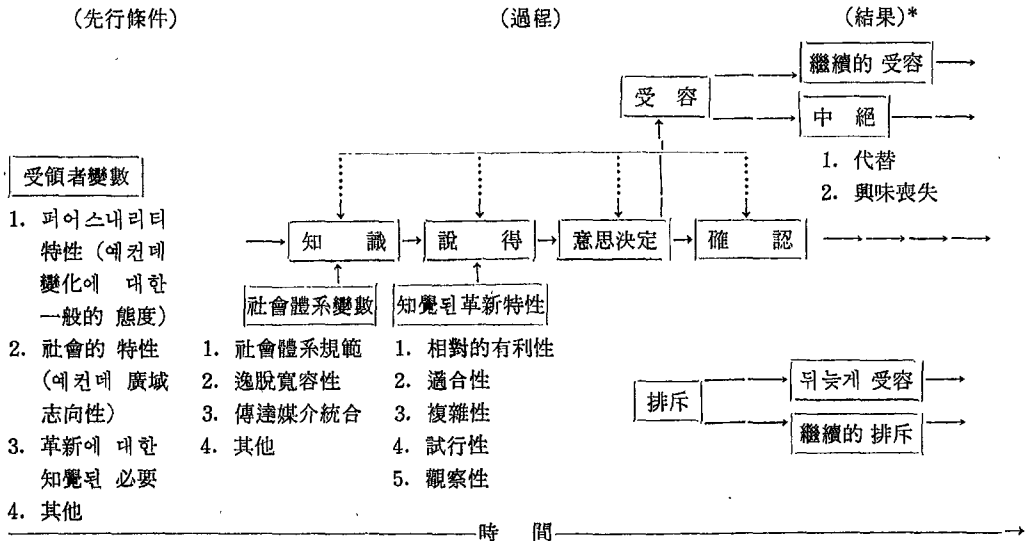 (先行條件) (過程) (結果)*
繼續的 受容
受 容
中 絕
1. 代替
2. 興味喪失
受領者變數
1. 퍼어스내리티
特性 (예컨데
變化에 대한
一般的 態度)
2. 社會的 特性
(예컨데 廣域
志向性)
3. 革新에 대한
知覺된 必要
4. 其他
知 識
說 得
意思決定
確 認
社會體系變數
1. 社會體系規範
2. 逸脫寬容性
3. 傳達媒介統合
4. 其他
知覺된革新特性
1. 相對的有利性
2. 適合性
3. 複雜性
4. 試行性
5. 觀察性
排斥
뒤늦게 受容
繼續的 排斥
時 間